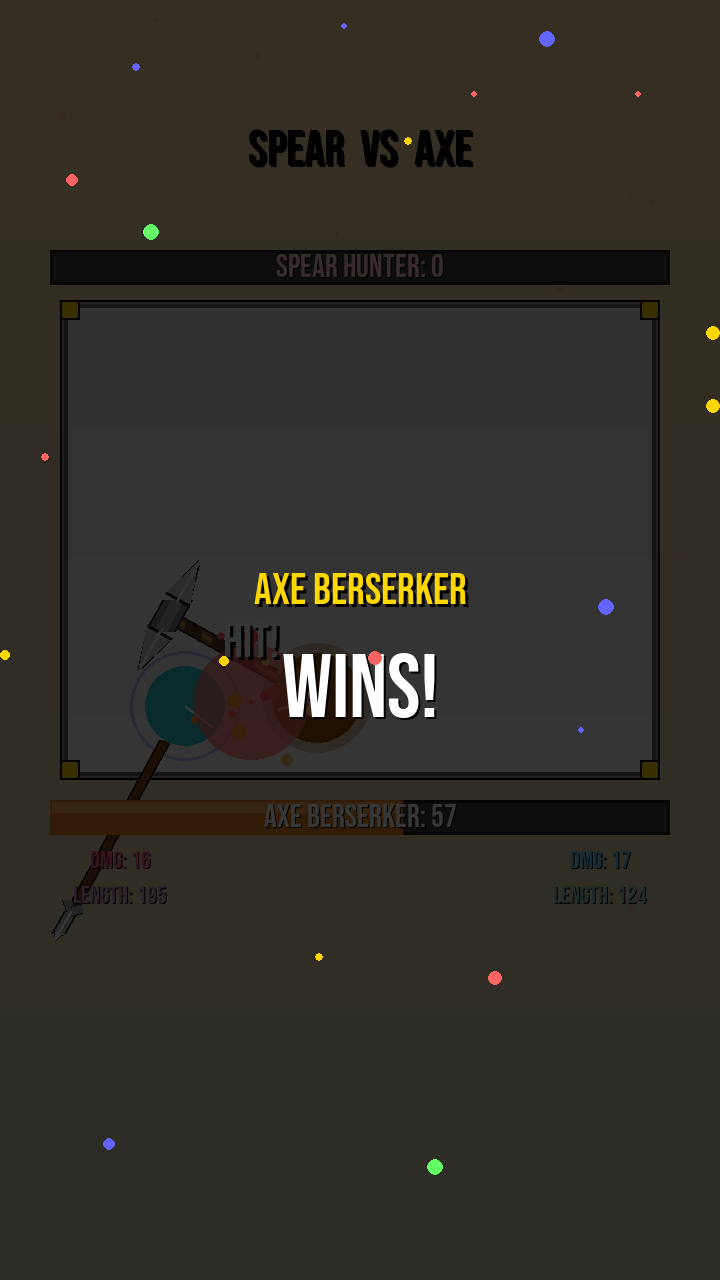 SPEAR VS AXE
SPEAR HUNTER: 0
AXE BERSERKER
HIT!
WINS!
AXE BERSERKER: 57
DMG: 16
DMG: 17
LENGTH: 195
LENGTH: 124